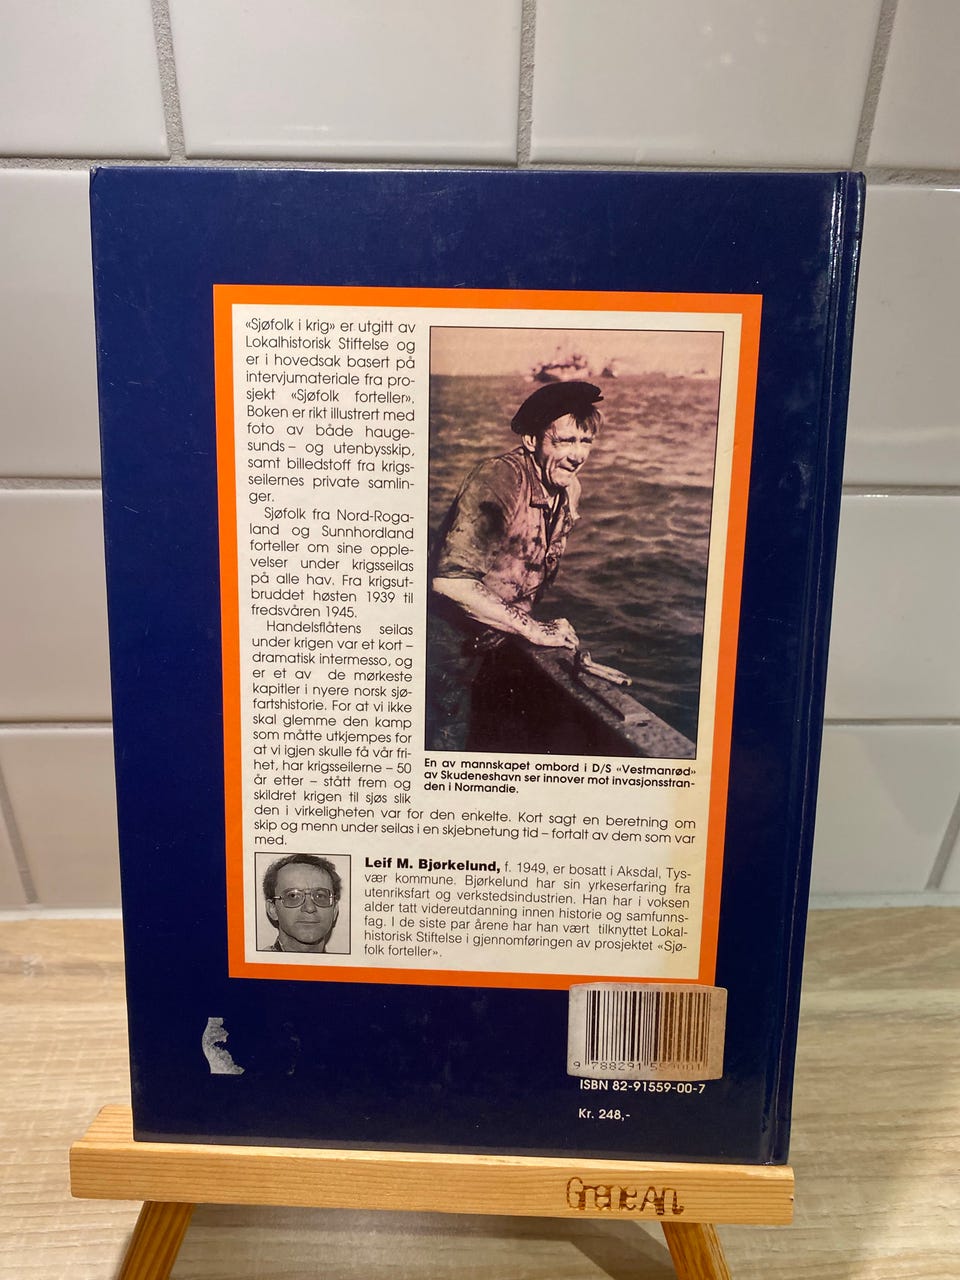 «Sjøfolk i krig» er utgitt av
Lokalhistorisk Stiftelse og
er i hovedsak basert på
intervjumateriale fra pro-
sjekt «Sjøfolk forteller».
Boken er rikt illustrert med
foto av både hauge-
sunds – og utenbysskip,
samt billedstoff fra krigs-
seilernes private samlin-
ger.
Sjøfolk fra Nord-Roga-
land og Sunnhordland
forteller om sine opple-
velser under krigsseilas
på alle hav. Fra krigsut-
bruddet høsten 1939 til
fredsvåren 1945.
Handelsflåtens seilas
under krigen var et kort –
dramatisk intermesso, og
er et av de mørkeste
kapitler i nyere norsk sjø-
fartshistorie. For at vi ikke
skal glemme den kamp
som måtte utkjempes for
at vi igjen skulle få vår fri-
het, har krigsseilerne – 50
år etter – stått frem og
skildret krigen til sjøs slik
den i virkeligheten var for den enkelte. Kort sagt en beretning om
skip og menn under seilas i en skjebnetung tid – fortalt av dem som var
med.
En av mannskapet ombord i D/S «Vestmanrød»
av Skudeneshavn ser innover mot invasjonsstran-
den i Normandie.
Leif M. Bjørkelund, f. 1949, er bosatt i Aksdal, Tys-
vær kommune. Bjørkelund har sin yrkeserfaring fra
utenriksfart og verkstedsindustrien. Han har i voksen
alder tatt videreutdanning innen historie og samfunns-
fag. I de siste par årene har han vært tilknyttet Lokal-
historisk Stiftelse i gjennomføringen av prosjektet «Sjø-
folk forteller».
9 788291 559001
ISBN 82-91559-00-7
Kr. 248,-
GreneAn